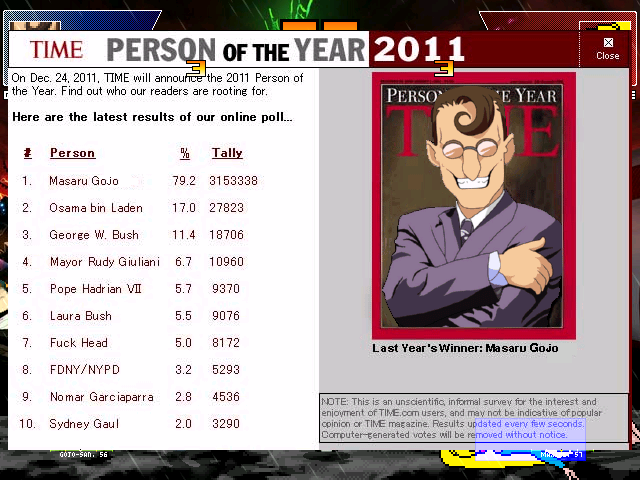 TIME PERSON OF THE YEAR 2011
Close
3
3
On Dec. 24, 2011, TIME will announce the 2011 Person of
the Year. Find out who our readers are rooting for.
Here are the latest results of our online poll...
# Person % Tally
1. Masaru GoJo 79.2 3153338
2. Osama bin Laden 17.0 27823
3. George W. Bush 11.4 18706
4. Mayor Rudy Giuliani 6.7 10960
5. Pope Hadrian VII 5.7 9370
6. Laura Bush 5.5 9076
7. Fuck Head 5.0 8172
8. FDNY/NYPD 3.2 5293
9. Nomar Garciaparra 2.8 4536
10. Sydney Gaul 2.0 3290
PERSON THE YEAR
TIME
Last Year's Winner: Masaru GoJo
NOTE: This is an unscientific, informal survey for the interest and
enjoyment of TIME.com users, and may not be indicative of popular
opinion or TIME magazine. Results updated every few seconds.
Computer-generated votes will be removed without notice.
GOJO-SAN. 56